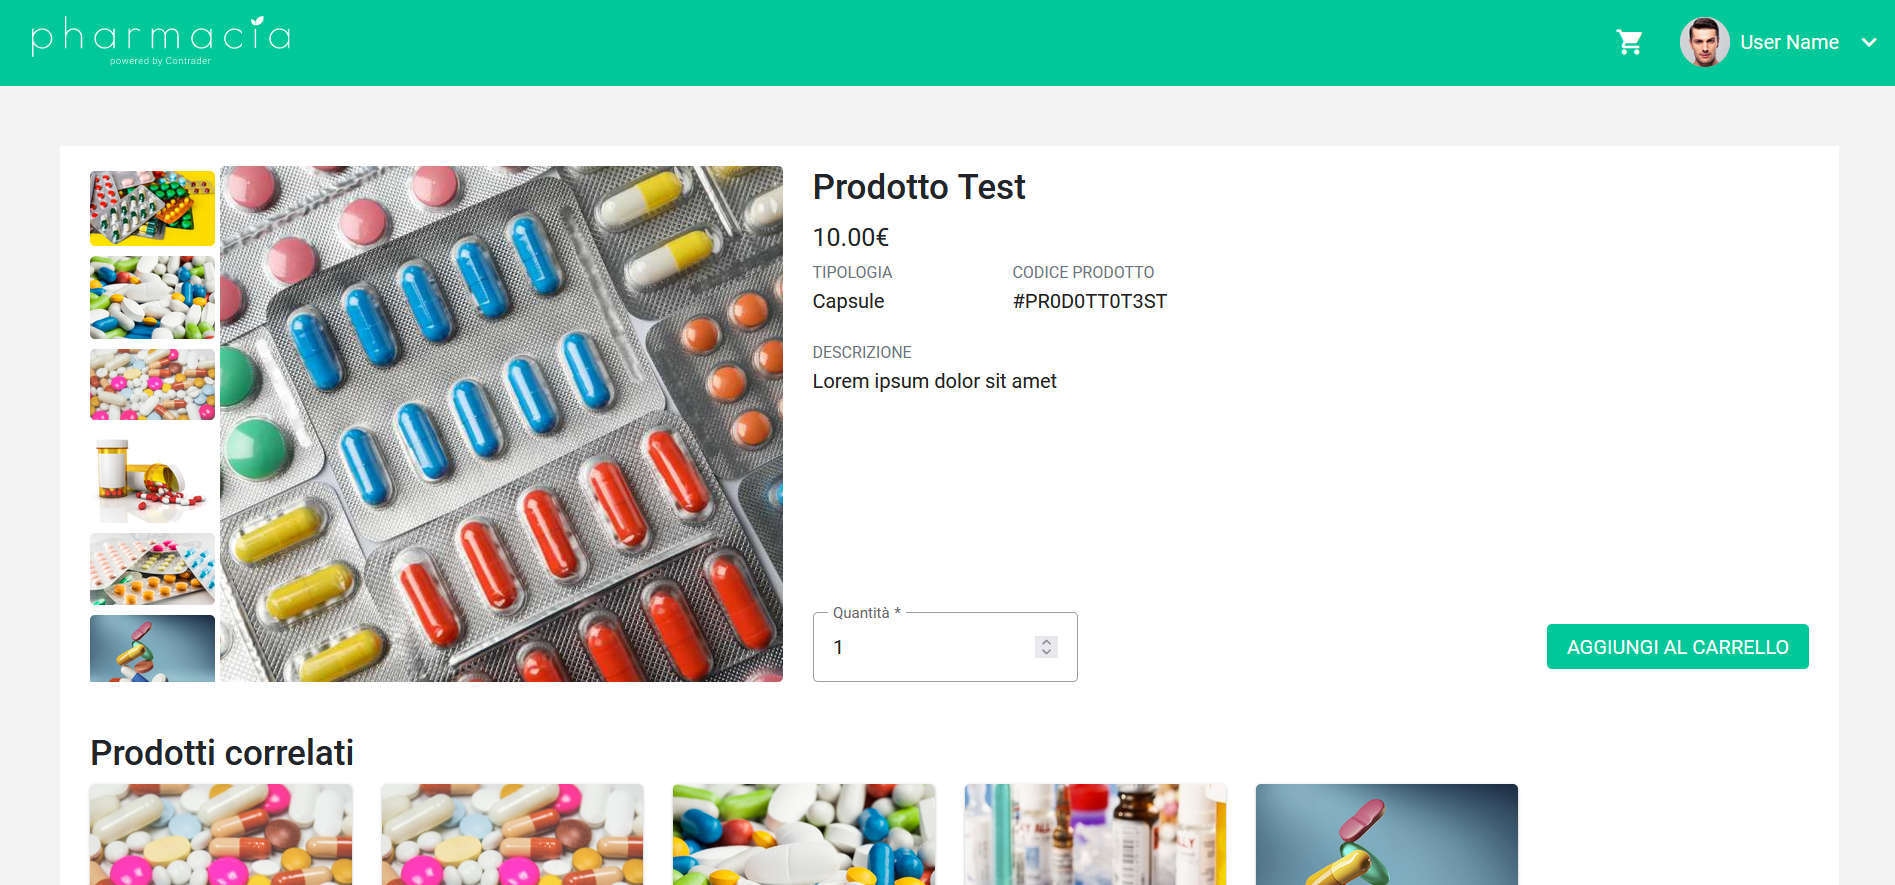 pharmacia
powered by Contrader
User Name
Prodotto Test
10.00€
TIPOLOGIA
CODICE PRODOTTO
Capsule
#PR0D0TT0T3ST
DESCRIZIONE
Lorem ipsum dolor sit amet
Quantità *
1
AGGIUNGI AL CARRELLO
Prodotti correlati